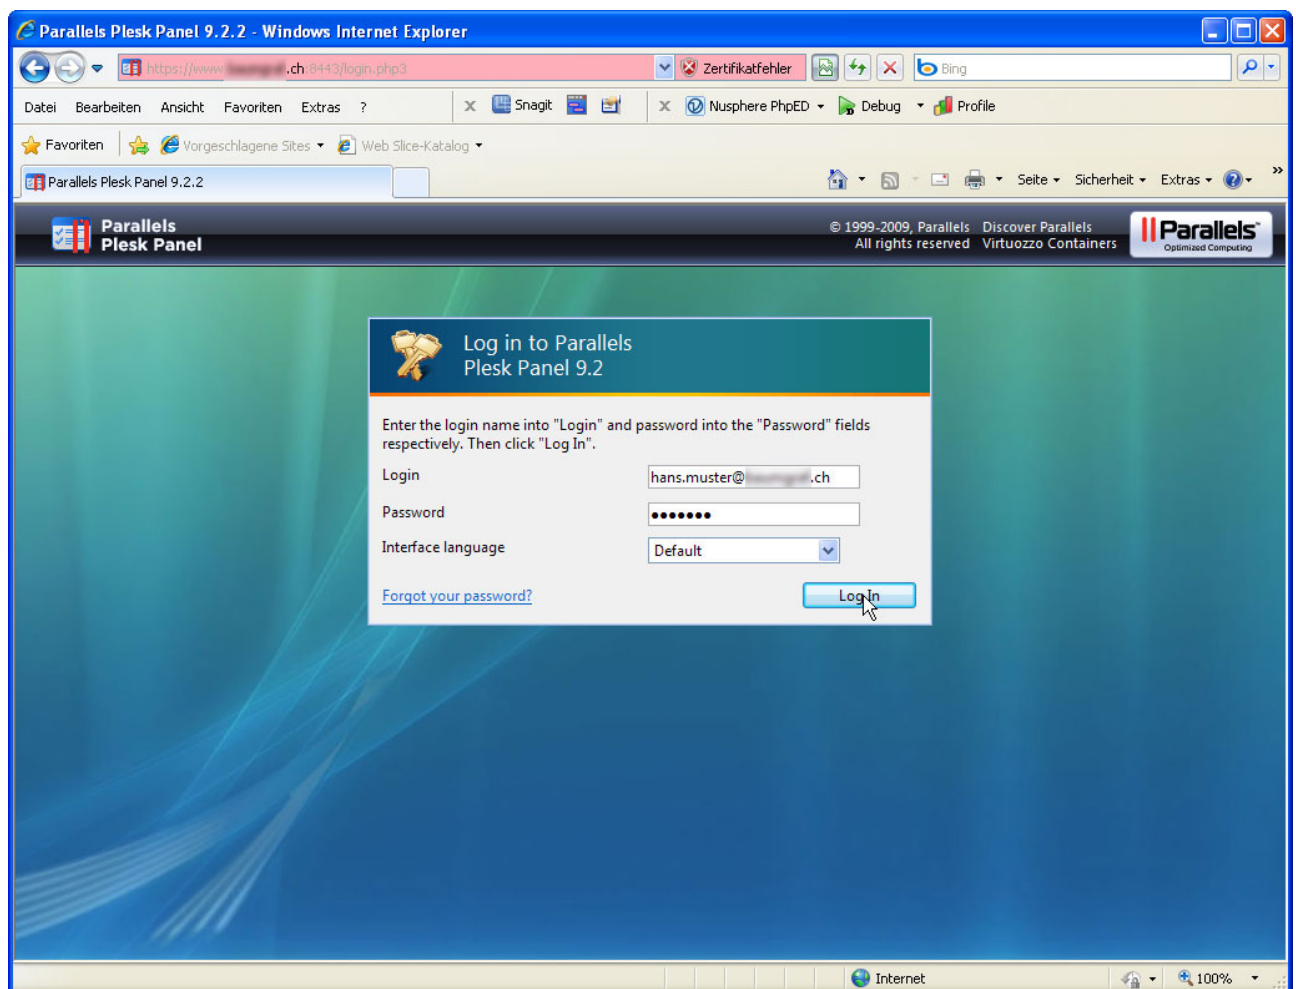 Parallels Plesk Panel 9.2.2 - Windows Internet Explorer
https://www. .ch:8443/login.php3 Zertifikatfehler Bing
Datei Bearbeiten Ansicht Favoriten Extras ? x Snagit x Nusphere PhpED Debug Profile
Favoriten Vorgeschlagene Sites Web Slice-Katalog
Parallels Plesk Panel 9.2.2 Seite Sicherheit Extras »
Parallels
Plesk Panel
© 1999-2009, Parallels Discover Parallels
All rights reserved Virtuozzo Containers
Parallels™
Optimized Computing
Log in to Parallels
Plesk Panel 9.2
Enter the login name into "Login" and password into the "Password" fields
respectively. Then click "Log In".
Login hans.muster@ .ch
Password •••••••
Interface language Default
Forgot your password? Log In
Internet 100%